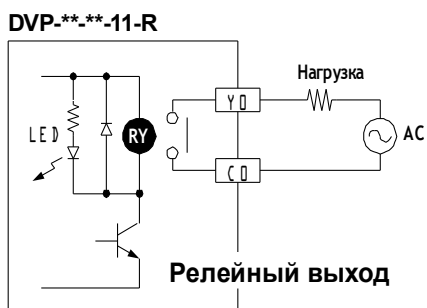 DVP-**-**-11-R
Нагрузка
Y0
LED
RY
AC
C0
Релейный выход